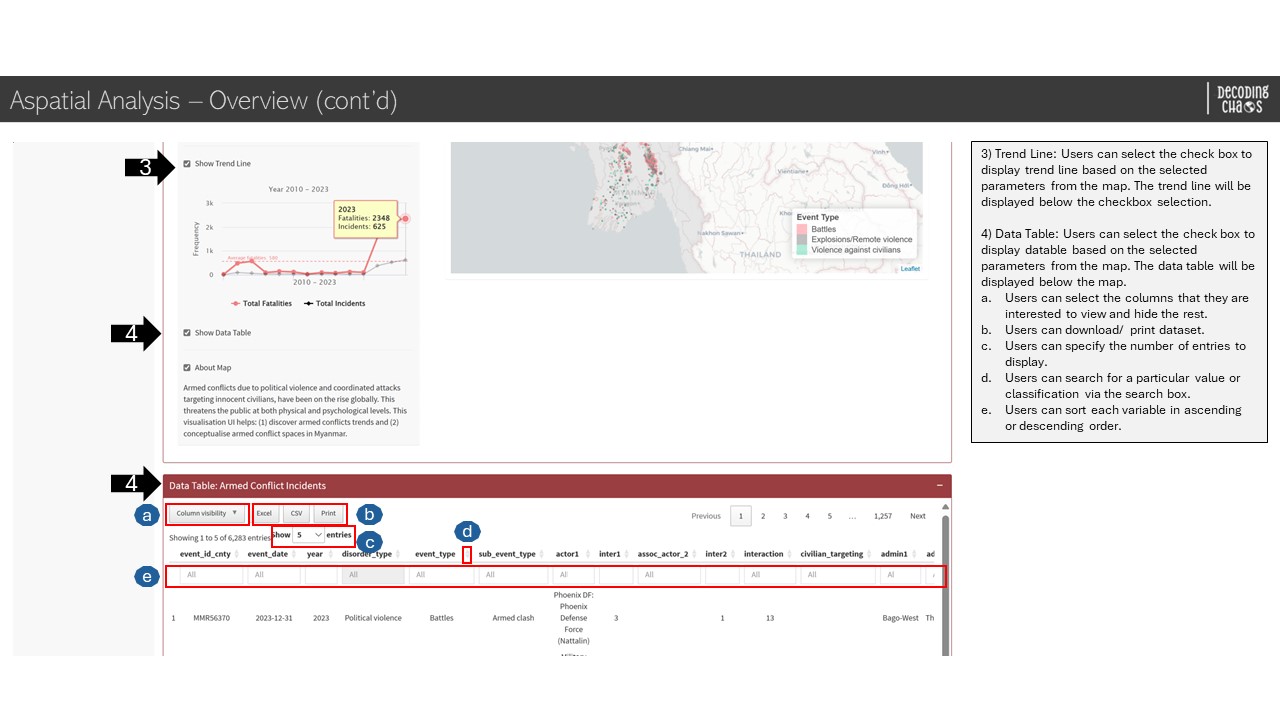 Aspatial Analysis – Overview (cont'd)
DECODING
CHAOS
3
Show Trend Line
Year 2010 – 2023
3k
2k
1k
0
Frequency
Average Fatalities: 588
2023
Fatalities: 2348
Incidents: 625
2010 – 2023
Total Fatalities
Total Incidents
4
Show Data Table
About Map
Armed conflicts due to political violence and coordinated attacks
targeting innocent civilians, have been on the rise globally. This
threatens the public at both physical and psychological levels. This
visualisation UI helps: (1) discover armed conflicts trends and (2)
conceptualise armed conflict spaces in Myanmar.
Chiang Mai
Vientiane
Vinh
Đồng Hới
Nakhon Sawan
THAILAND
Event Type
Battles
Explosions/Remote violence
Violence against civilians
Leaflet
3) Trend Line: Users can select the check box to
display trend line based on the selected
parameters from the map. The trend line will be
displayed below the checkbox selection.
4) Data Table: Users can select the check box to
display datable based on the selected
parameters from the map. The data table will be
displayed below the map.
a. Users can select the columns that they are
interested to view and hide the rest.
b. Users can download/ print dataset.
c. Users can specify the number of entries to
display.
d. Users can search for a particular value or
classification via the search box.
e. Users can sort each variable in ascending
or descending order.
4
Data Table: Armed Conflict Incidents
a
Column visibility
Excel CSV Print
b
Previous 1 2 3 4 5 ... 1,257 Next
d
Showing 1 to 5 of 6,283 entries
Show 5 entries
c
event_id_cnty event_date year disorder_type event_type sub_event_type actor1 inter1 assoc_actor_2 inter2 interaction civilian_targeting admin1 ad
e
All All All All All Al All All All Al
1 MMR56370 2023-12-31 2023 Political violence Battles Armed clash Phoenix DF: 3 1 13 Bago-West Th
Phoenix
Defense
Force
(Nattalin)